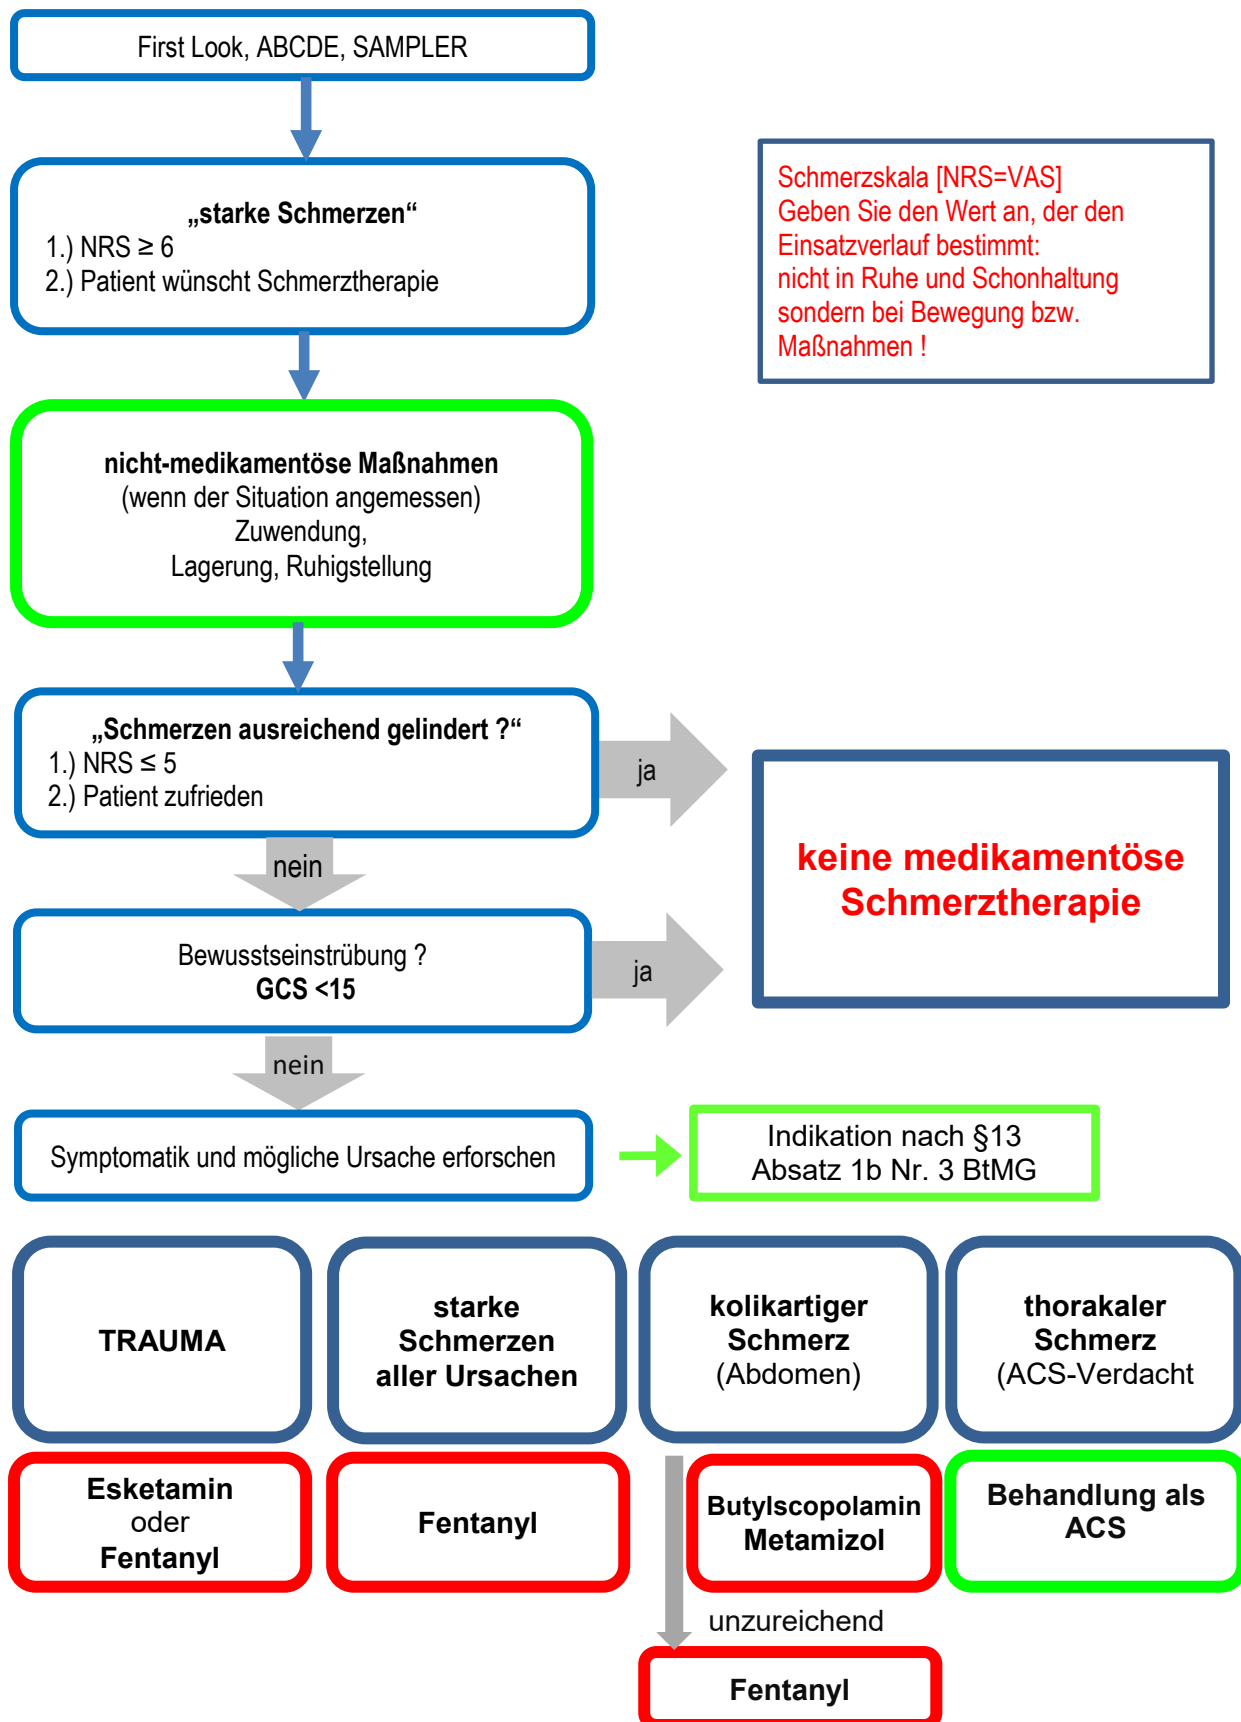 First Look, ABCDE, SAMPLER
„starke Schmerzen“
1.) NRS ≥ 6
2.) Patient wünscht Schmerztherapie
Schmerzskala [NRS=VAS]
Geben Sie den Wert an, der den
Einsatzverlauf bestimmt:
nicht in Ruhe und Schonhaltung
sondern bei Bewegung bzw.
Maßnahmen !
nicht-medikamentöse Maßnahmen
(wenn der Situation angemessen)
Zuwendung,
Lagerung, Ruhigstellung
„Schmerzen ausreichend gelindert ?“
1.) NRS ≤ 5
2.) Patient zufrieden
ja
keine medikamentöse
Schmerztherapie
nein
Bewusstseinstrübung ?
GCS <15
ja
nein
Symptomatik und mögliche Ursache erforschen
Indikation nach §13
Absatz 1b Nr. 3 BtMG
TRAUMA
starke
Schmerzen
aller Ursachen
kolikartiger
Schmerz
(Abdomen)
thorakaler
Schmerz
(ACS-Verdacht
Esketamin
oder
Fentanyl
Fentanyl
Butylscopolamin
Metamizol
Behandlung als
ACS
unzureichend
Fentanyl